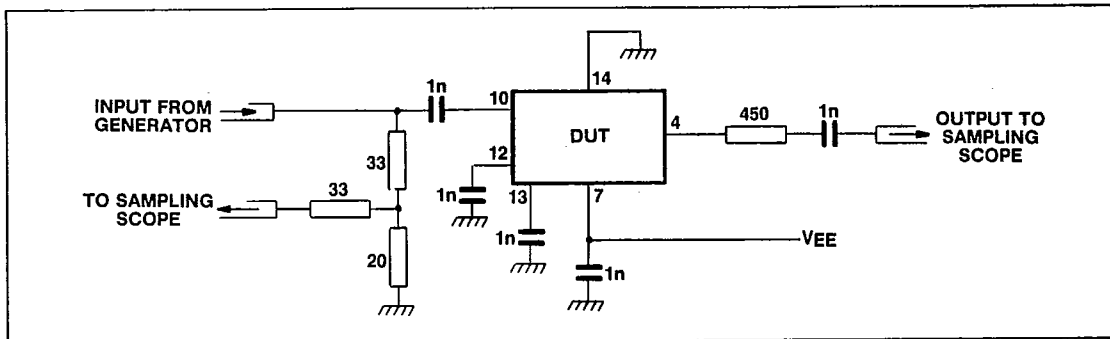 14
1n
10
INPUT FROM
GENERATOR
DUT
4
450
1n
OUTPUT TO
SAMPLING
SCOPE
33
12
1n
13
7
TO SAMPLING
SCOPE
33
1n
VEE
20
1n